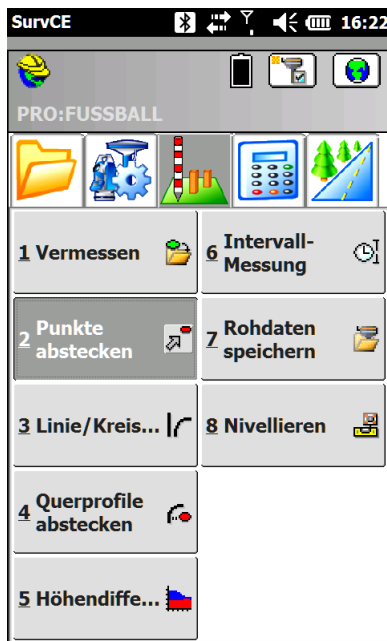 SurvCE 16:22
PRO:FUSSBALL
1 Vermessen
6 Intervall-
Messung
2 Punkte
abstecken
7 Rohdaten
speichern
3 Linie/Kreis...
8 Nivellieren
4 Querprofile
abstecken
5 Höhendiffe...